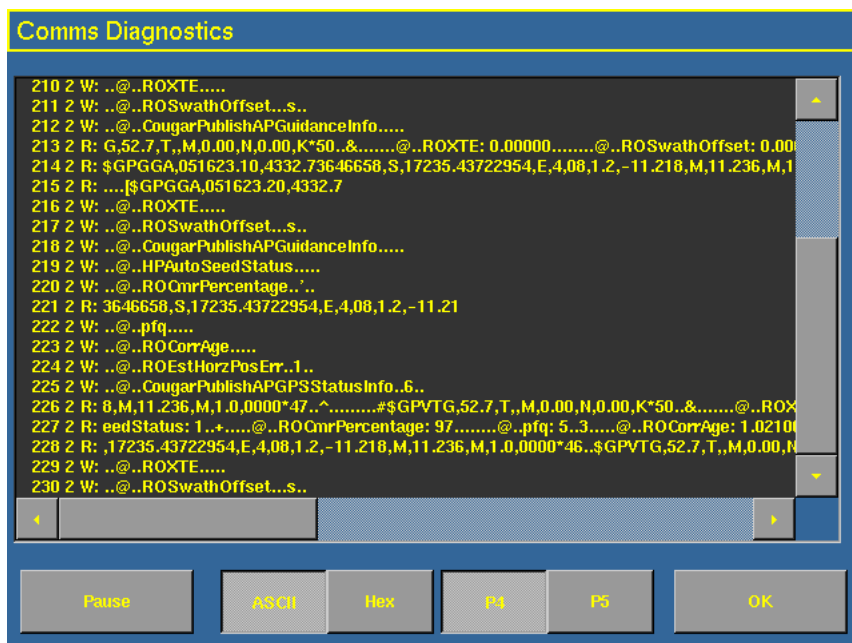 Comms Diagnostics
210 2 W: ..@..ROXTE.....
211 2 W: ..@..ROSwathOffset...s..
212 2 W: ..@..CougarPublishAPGuidanceInfo.....
213 2 R: G,52.7,T,,M,0.00,N,0.00,K*50..&.......@..ROXTE: 0.00000........@..ROSwathOffset: 0.00
214 2 R: $GPGGA,051623.10,4332.73646658,S,17235.43722954,E,4,08,1.2,-11.218,M,11.236,M,1
215 2 R: ....[$GPGGA,051623.20,4332.7
216 2 W: ..@..ROXTE.....
217 2 W: ..@..ROSwathOffset...s..
218 2 W: ..@..CougarPublishAPGuidanceInfo.....
219 2 W: ..@..HPAutoSeedStatus.....
220 2 W: ..@..ROCmrPercentage..'..
221 2 R: 3646658,S,17235.43722954,E,4,08,1.2,-11.21
222 2 W: ..@..pfq.....
223 2 W: ..@..ROCorrAge.....
224 2 W: ..@..ROEstHorzPosErr..1..
225 2 W: ..@..CougarPublishAPGPSStatusInfo..6..
226 2 R: 8,M,11.236,M,1.0,0000*47..^.........#$GPVTG,52.7,T,,M,0.00,N,0.00,K*50..&.......@..ROX
227 2 R: eedStatus: 1..+.....@..ROCmrPercentage: 97........@..pfq: 5..3.....@..ROCorrAge: 1.02100
228 2 R: ,17235.43722954,E,4,08,1.2,-11.218,M,11.236,M,1.0,0000*46..$GPVTG,52.7,T,,M,0.00,N
229 2 W: ..@..ROXTE.....
230 2 W: ..@..ROSwathOffset...s..
Pause ASCII Hex P4 P5 OK